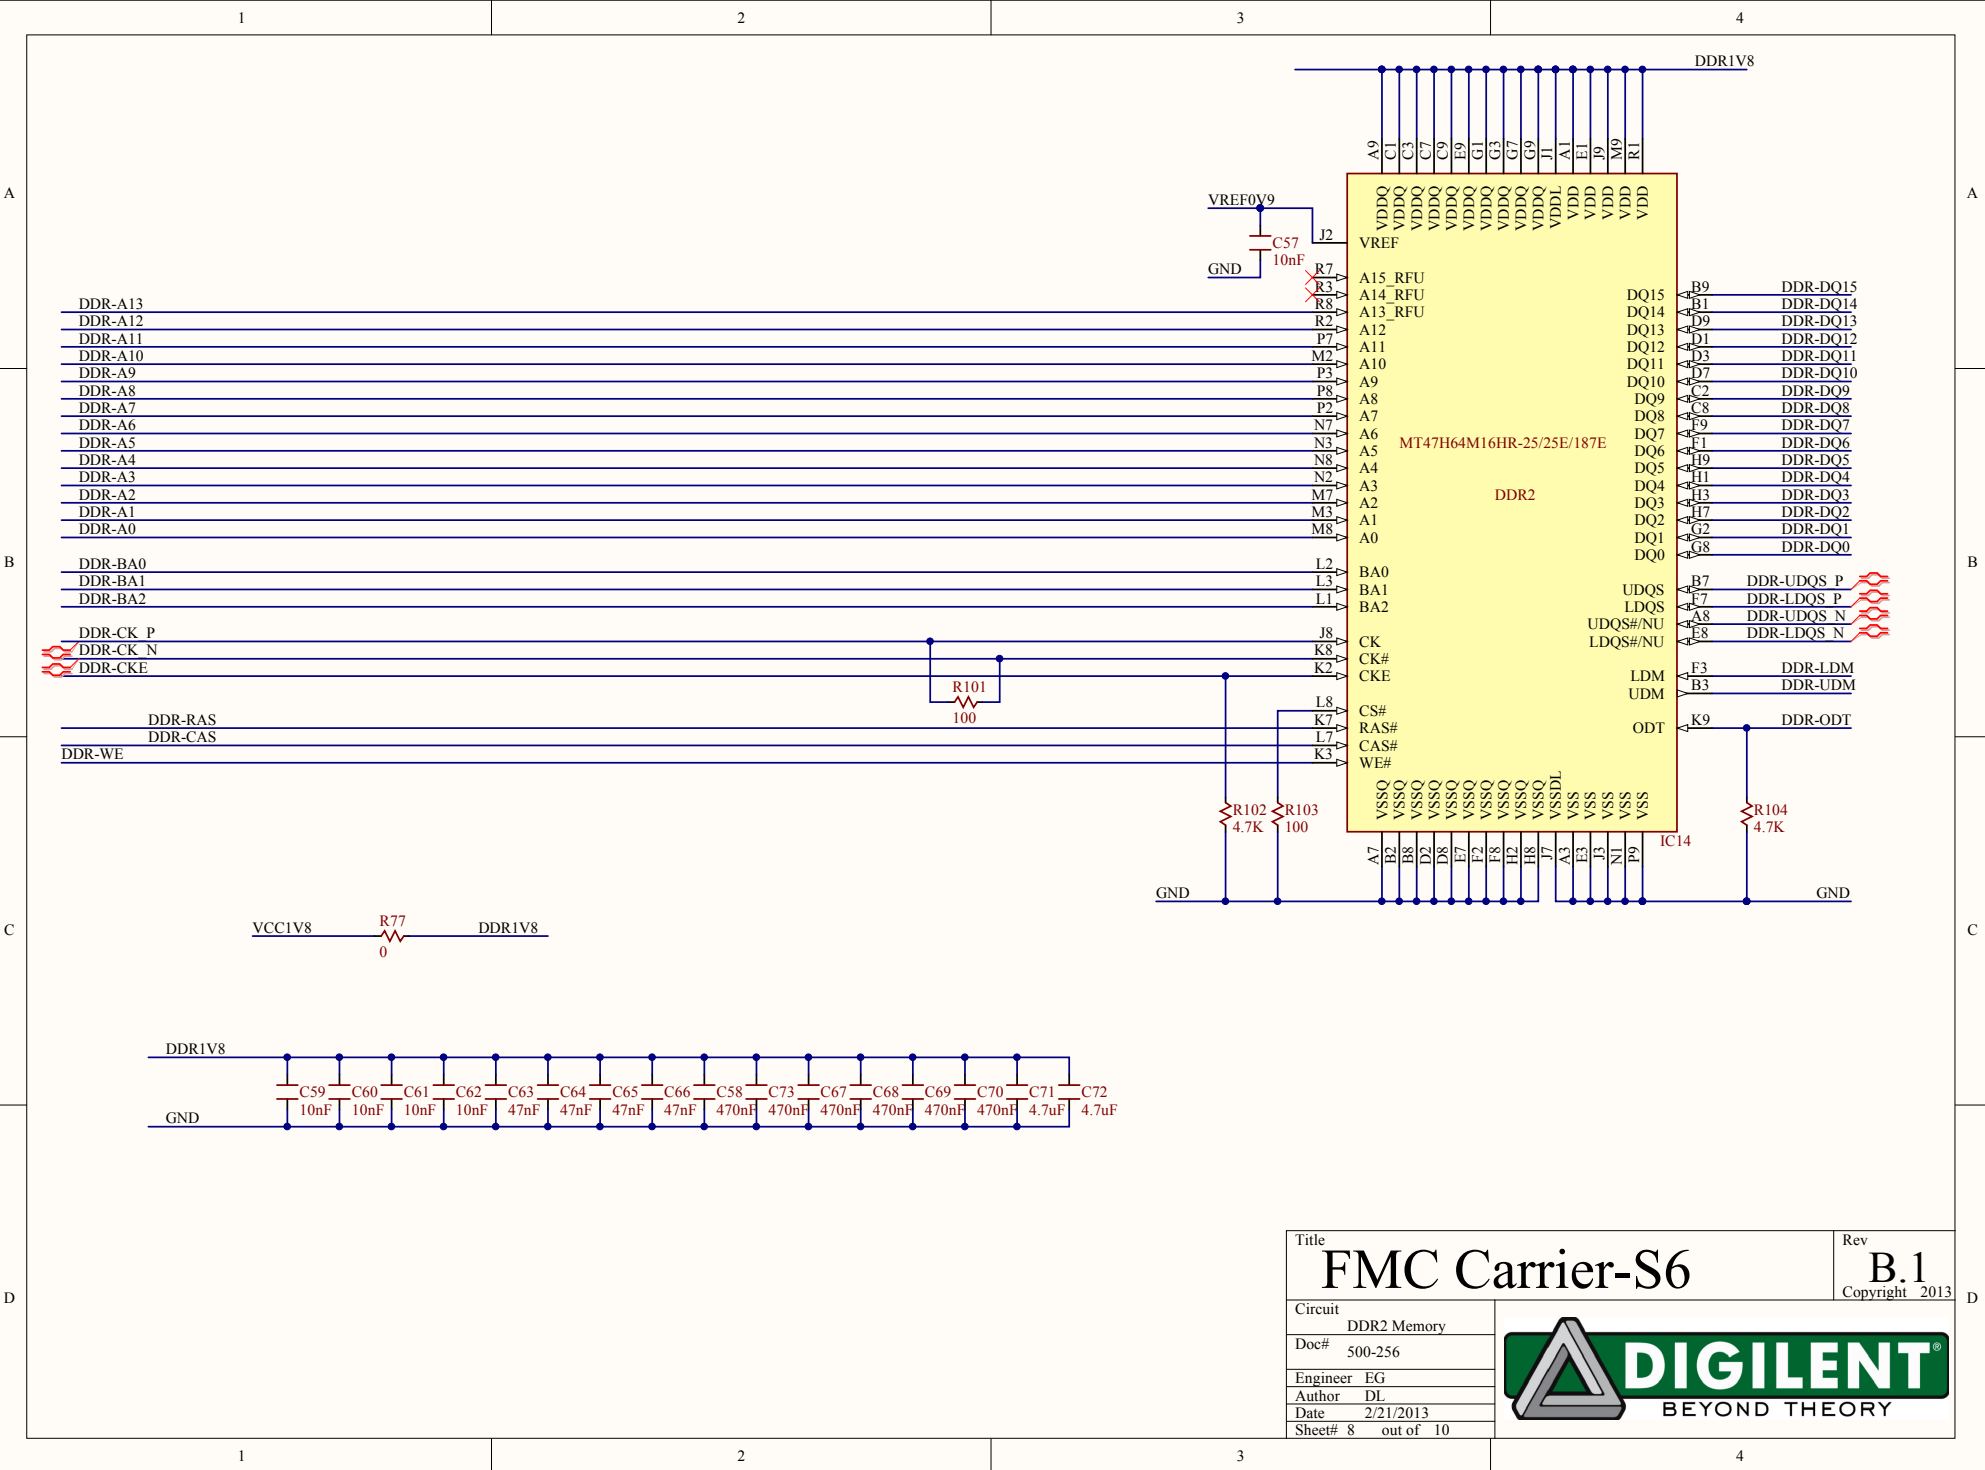 1 2 3 4
A
B
C
D
A
B
C
D
DDR1V8
A9 C1 C3 C7 C9 E9 G1 G3 G7 G9 J1 A1 E1 J9 M9 R1
VDDQ VDDQ VDDQ VDDQ VDDQ VDDQ VDDQ VDDQ VDDQ VDDQ VDDL VDD VDD VDD VDD VDD
VREF0V9
J2 VREF
C57
10nF
GND
R7 A15_RFU
R3 A14_RFU
DDR-A13 R8 A13_RFU
DDR-A12 R2 A12
DDR-A11 P7 A11
DDR-A10 M2 A10
DDR-A9 P3 A9
DDR-A8 P8 A8
DDR-A7 P2 A7
DDR-A6 N7 A6
DDR-A5 N3 A5
DDR-A4 N8 A4
DDR-A3 N2 A3
DDR-A2 M7 A2
DDR-A1 M3 A1
DDR-A0 M8 A0
DDR-BA0 L2 BA0
DDR-BA1 L3 BA1
DDR-BA2 L1 BA2
DDR-CK_P J8 CK
DDR-CK_N K8 CK#
DDR-CKE K2 CKE
R101
100
L8 CS#
DDR-RAS K7 RAS#
DDR-CAS L7 CAS#
DDR-WE K3 WE#
MT47H64M16HR-25/25E/187E
DDR2
DQ15 B9 DDR-DQ15
DQ14 B1 DDR-DQ14
DQ13 D9 DDR-DQ13
DQ12 D1 DDR-DQ12
DQ11 D3 DDR-DQ11
DQ10 D7 DDR-DQ10
DQ9 C2 DDR-DQ9
DQ8 C8 DDR-DQ8
DQ7 F9 DDR-DQ7
DQ6 F1 DDR-DQ6
DQ5 H9 DDR-DQ5
DQ4 H1 DDR-DQ4
DQ3 H3 DDR-DQ3
DQ2 H7 DDR-DQ2
DQ1 G2 DDR-DQ1
DQ0 G8 DDR-DQ0
UDQS B7 DDR-UDQS_P
LDQS F7 DDR-LDQS_P
UDQS#/NU A8 DDR-UDQS_N
LDQS#/NU E8 DDR-LDQS_N
LDM F3 DDR-LDM
UDM B3 DDR-UDM
ODT K9 DDR-ODT
VSSQ VSSQ VSSQ VSSQ VSSQ VSSQ VSSQ VSSQ VSSQ VSSQ VSSDL VSS VSS VSS VSS VSS
R102
4.7K
R103
100
R104
4.7K
IC14
A7 B2 B8 D2 D8 E7 F2 F8 H2 H8 J7 A3 E3 J3 N1 P9
GND
GND
VCC1V8 R77 DDR1V8
0
DDR1V8
C59 C60 C61 C62 C63 C64 C65 C66 C58 C73 C67 C68 C69 C70 C71 C72
10nF 10nF 10nF 10nF 47nF 47nF 47nF 47nF 470nF 470nF 470nF 470nF 470nF 470nF 4.7uF 4.7uF
GND
Title
FMC Carrier-S6
Rev
B.1
Copyright 2013
Circuit
DDR2 Memory
Doc# 500-256
Engineer EG
Author DL
Date 2/21/2013
Sheet# 8 out of 10
DIGILENT®
BEYOND THEORY
1 2 3 4